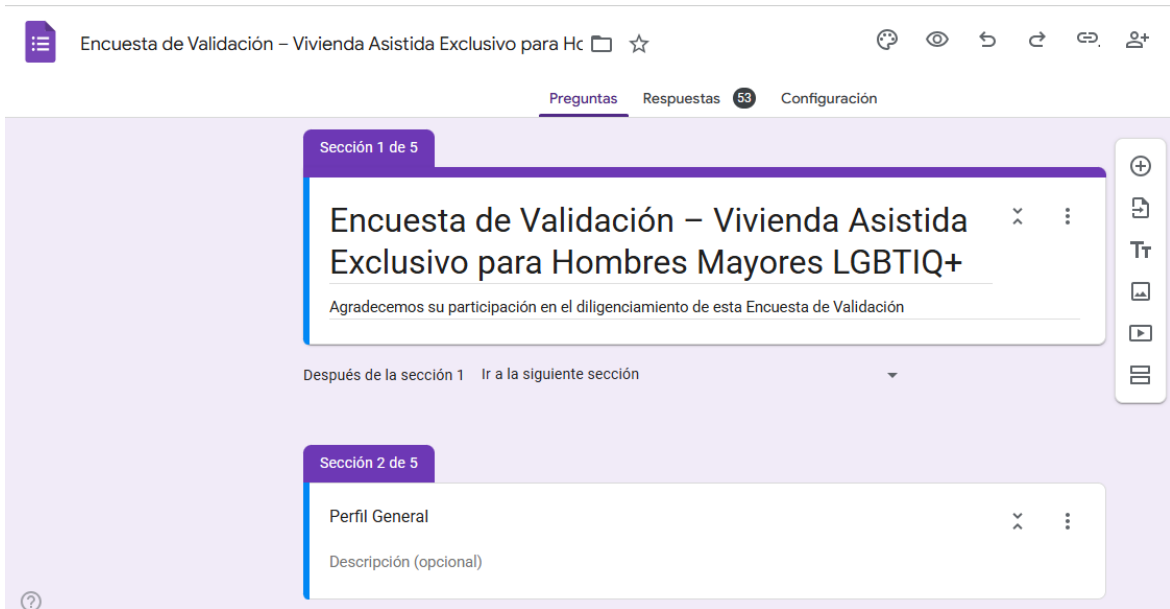 Encuesta de Validación – Vivienda Asistida Exclusivo para Ho
Preguntas Respuestas 53 Configuración
Sección 1 de 5
Encuesta de Validación – Vivienda Asistida
Exclusivo para Hombres Mayores LGBTIQ+
Agradecemos su participación en el diligenciamiento de esta Encuesta de Validación
Después de la sección 1 Ir a la siguiente sección
Sección 2 de 5
Perfil General
Descripción (opcional)